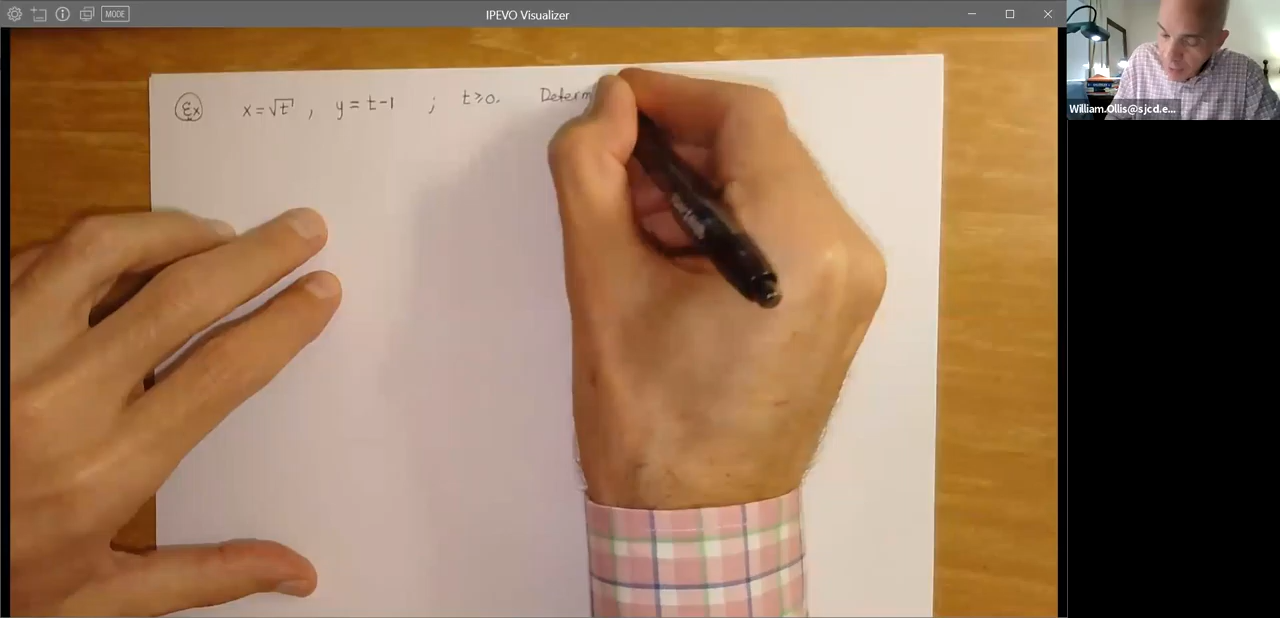 MODE
IPEVO Visualizer
William.Ollis@sjcd.e...
Ex x = √t , y = t-1 ; t ≥ 0. Determ